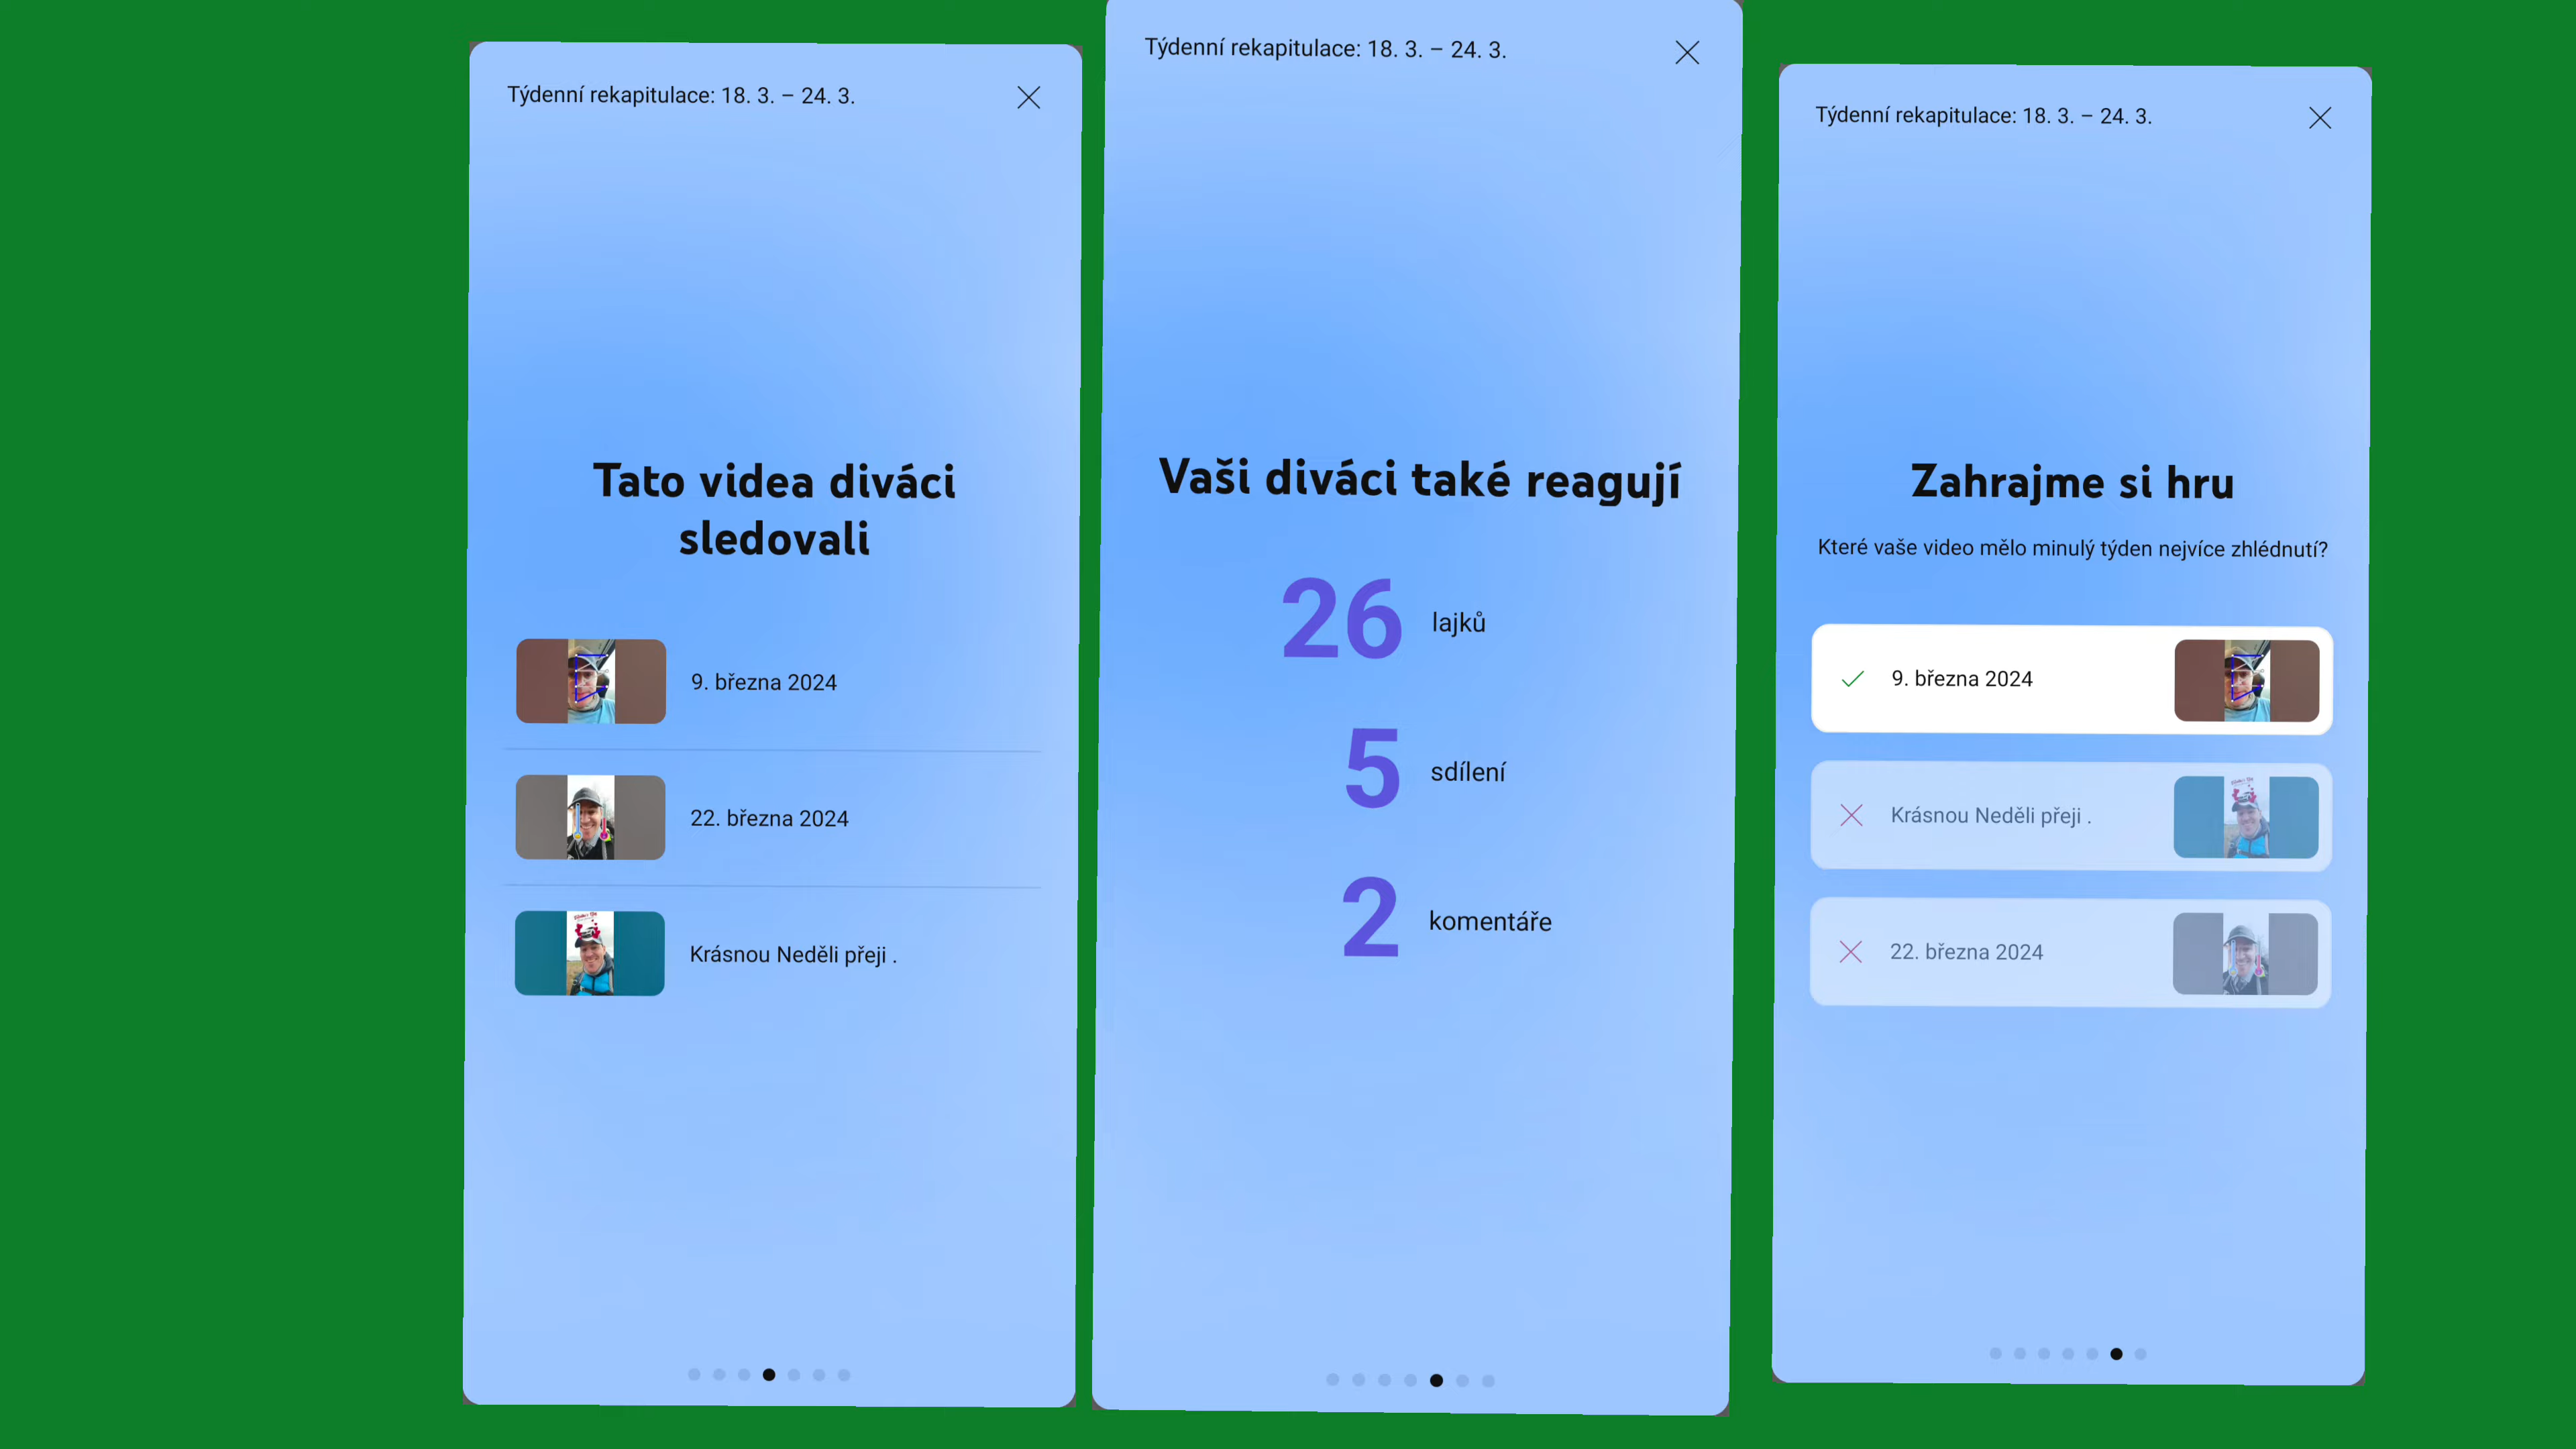 Týdenní rekapitulace: 18. 3. – 24. 3.
Tato videa diváci
sledovali
9. března 2024
22. března 2024
Krásnou Neděli přeji .
Týdenní rekapitulace: 18. 3. – 24. 3.
Vaši diváci také reagují
26 lajků
5 sdílení
2 komentáře
Týdenní rekapitulace: 18. 3. – 24. 3.
Zahrajme si hru
Které vaše video mělo minulý týden nejvíce zhlédnutí?
9. března 2024
Krásnou Neděli přeji .
22. března 2024